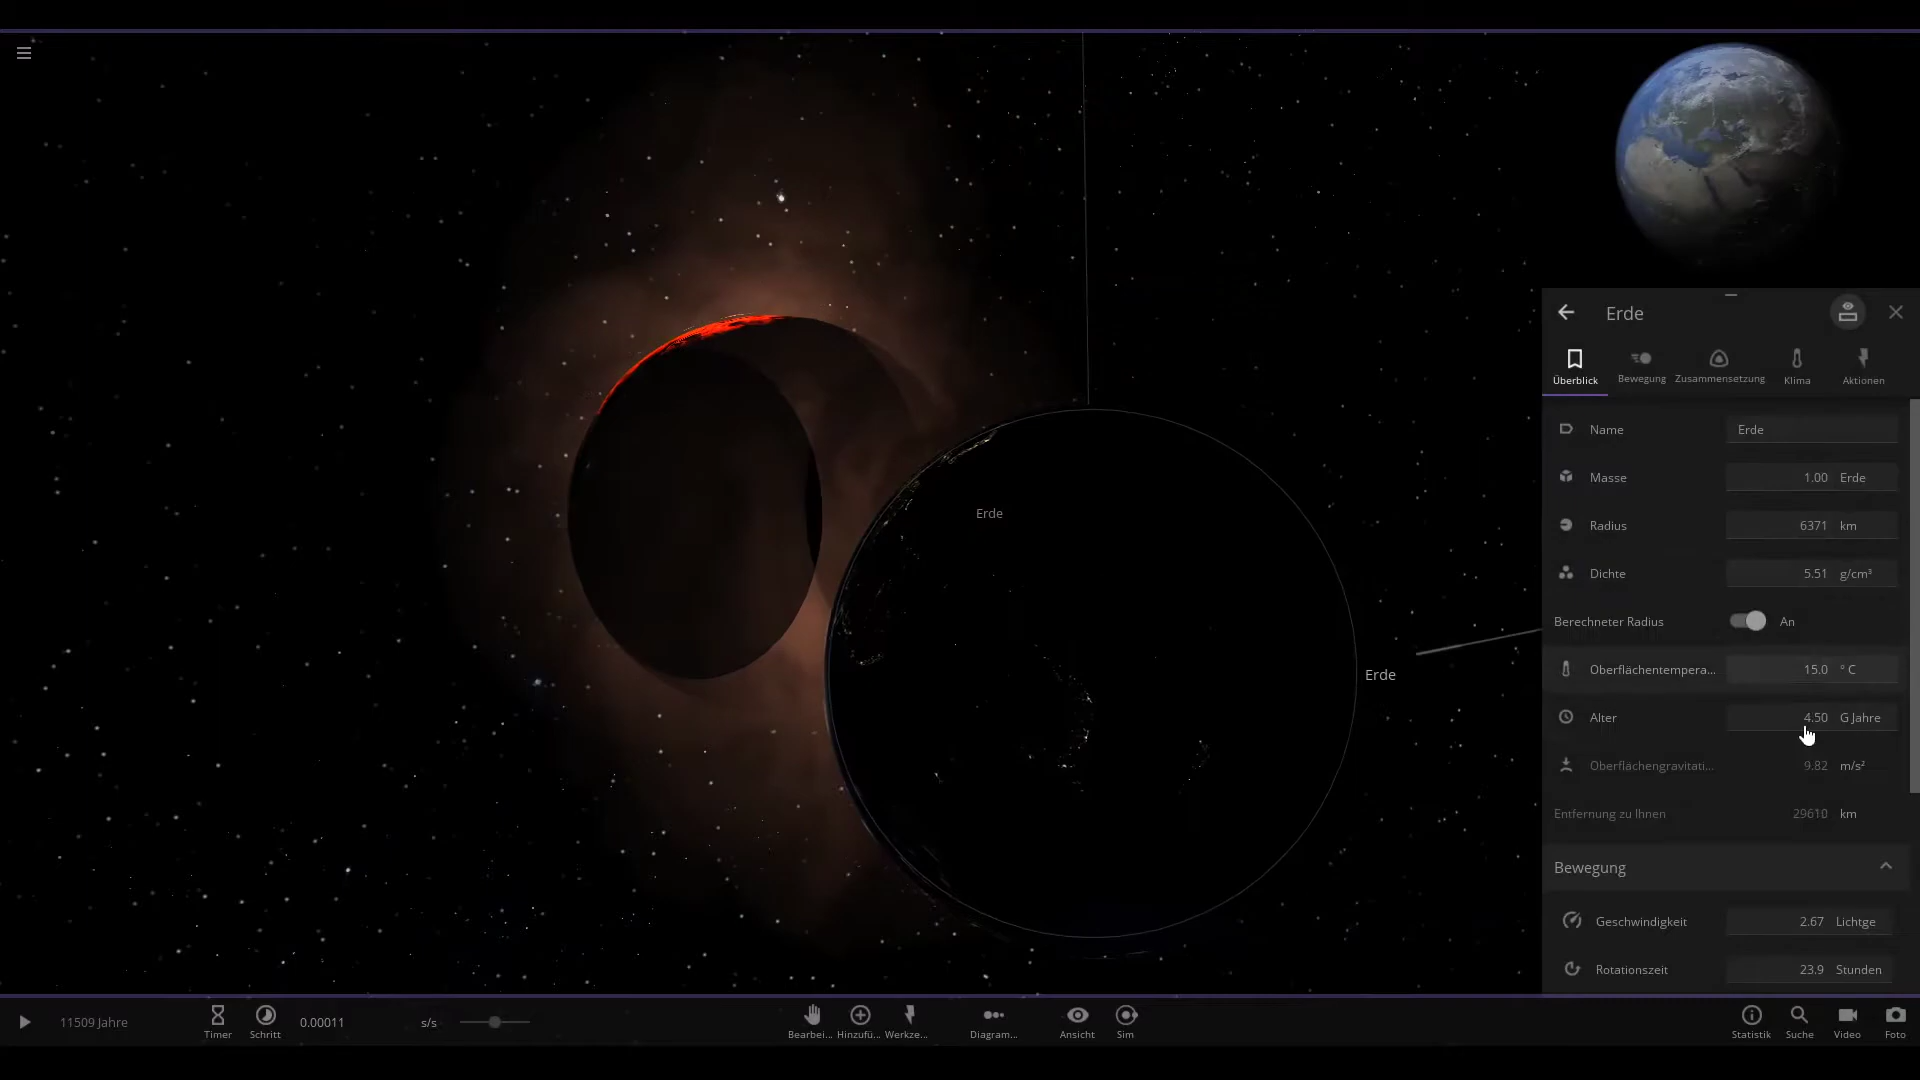 Erde
Überblick
Bewegung
Zusammensetzung
Klima
Aktionen
Name Erde
Masse 1.00 Erde
Radius 6371 km
Dichte 5.51 g/cm³
Berechneter Radius An
Oberflächentempera... 15.0 ° C
Alter 4.50 G Jahre
Oberflächengravitati... 9.82 m/s²
Entfernung zu Ihnen 29610 km
Bewegung
Geschwindigkeit 2.67 Lichtge
Rotationszeit 23.9 Stunden
Erde
Erde
11509 Jahre
Timer
Schritt
0.00011 s/s
Bearbei...
Hinzufü...
Werkze...
Diagram...
Ansicht
Sim
Statistik
Suche
Video
Foto